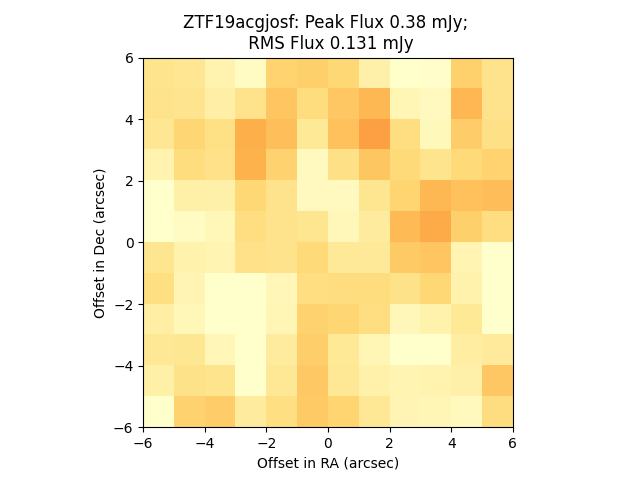 ZTF19acgjosf: Peak Flux 0.38 mJy;
RMS Flux 0.131 mJy
6
4
2
0
−2
−4
−6
Offset in Dec (arcsec)
−6 −4 −2 0 2 4 6
Offset in RA (arcsec)